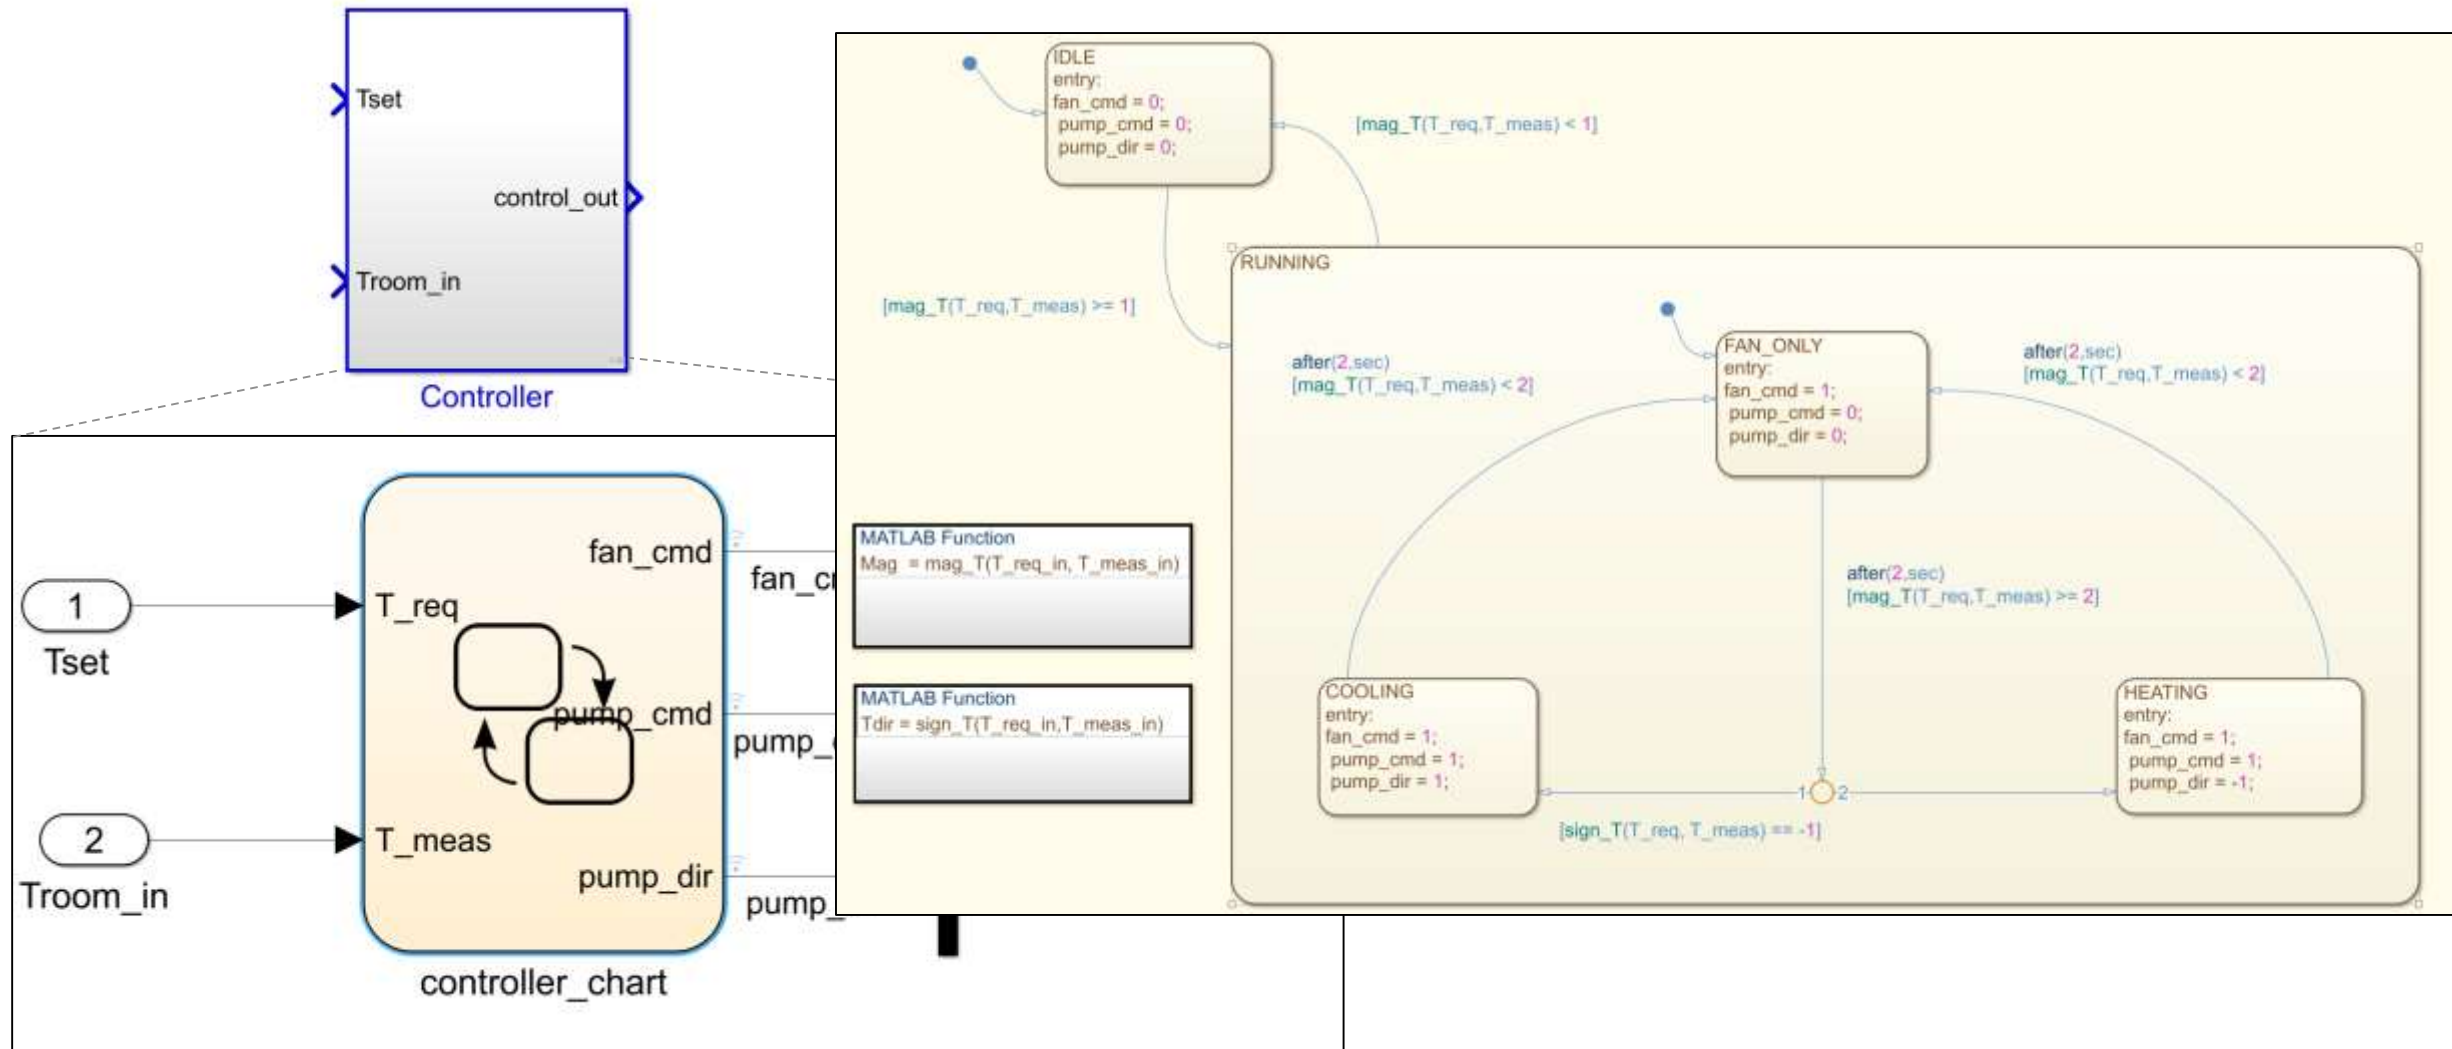 Tset
control_out
Troom_in
Controller
1
Tset
2
Troom_in
T_req
T_meas
fan_cmd
pump_cmd
pump_dir
fan_c
pump_
pump_
controller_chart
IDLE
entry:
fan_cmd = 0;
pump_cmd = 0;
pump_dir = 0;
[mag_T(T_req,T_meas) < 1]
[mag_T(T_req,T_meas) >= 1]
RUNNING
after(2,sec)
[mag_T(T_req,T_meas) < 2]
FAN_ONLY
entry:
fan_cmd = 1;
pump_cmd = 0;
pump_dir = 0;
after(2,sec)
[mag_T(T_req,T_meas) < 2]
after(2,sec)
[mag_T(T_req,T_meas) >= 2]
MATLAB Function
Mag = mag_T(T_req_in, T_meas_in)
MATLAB Function
Tdir = sign_T(T_req_in,T_meas_in)
COOLING
entry:
fan_cmd = 1;
pump_cmd = 1;
pump_dir = 1;
1 2
[sign_T(T_req, T_meas) == -1]
HEATING
entry:
fan_cmd = 1;
pump_cmd = 1;
pump_dir = -1;